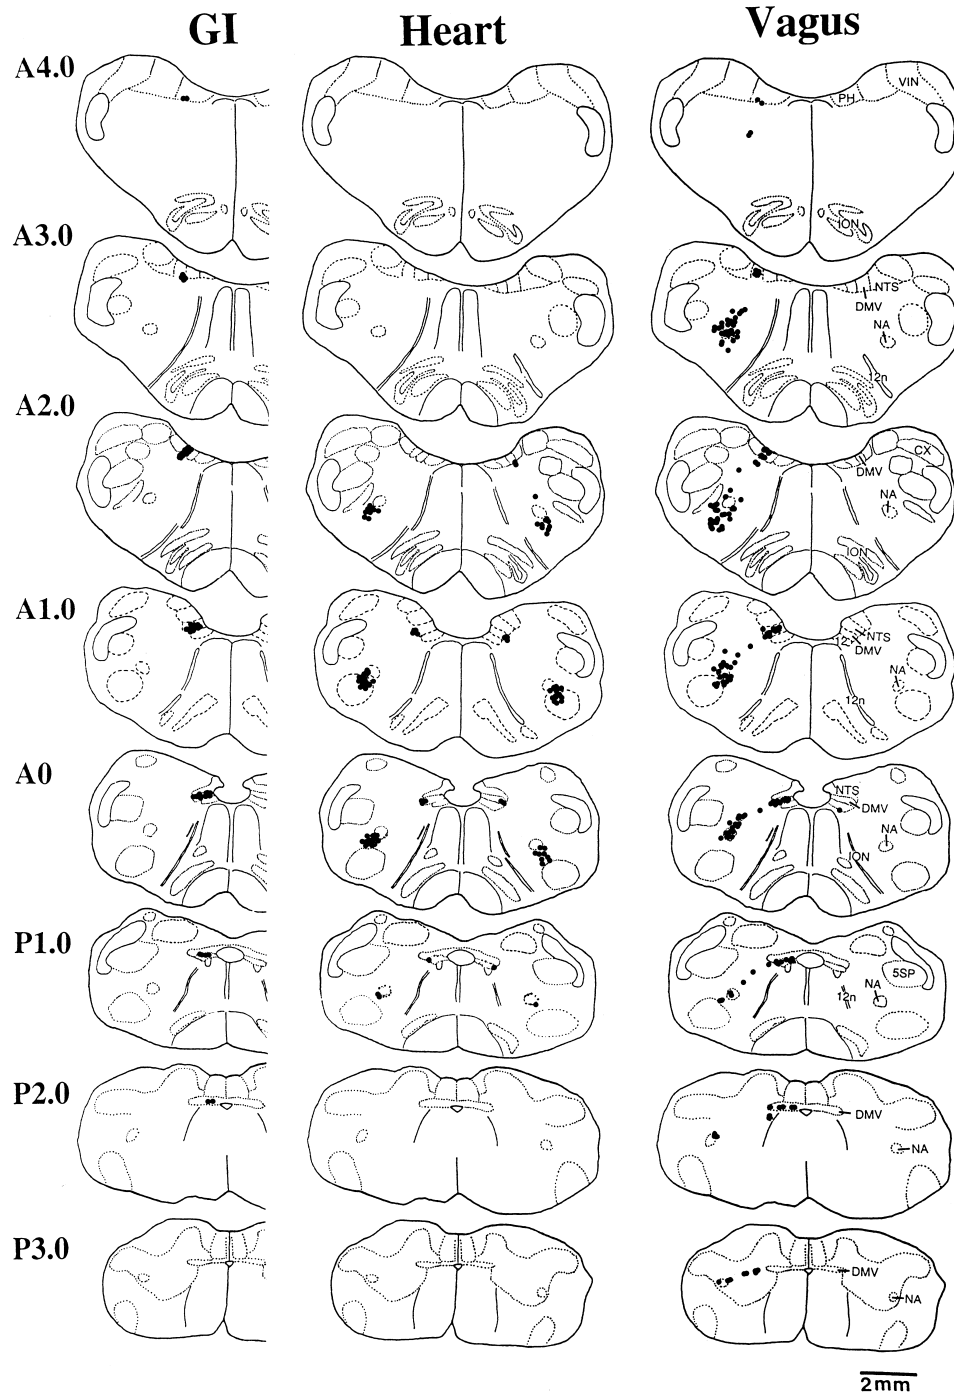 GI Heart Vagus
A4.0
PH VIN
ION
A3.0
NTS
DMV
NA
12n
A2.0
CX
DMV
NA
ION
A1.0
12 NTS
DMV
NA
12n
A0
NTS
DMV
NA
ION
P1.0
5SP
NA
12n
P2.0
DMV
NA
P3.0
DMV
NA
2mm